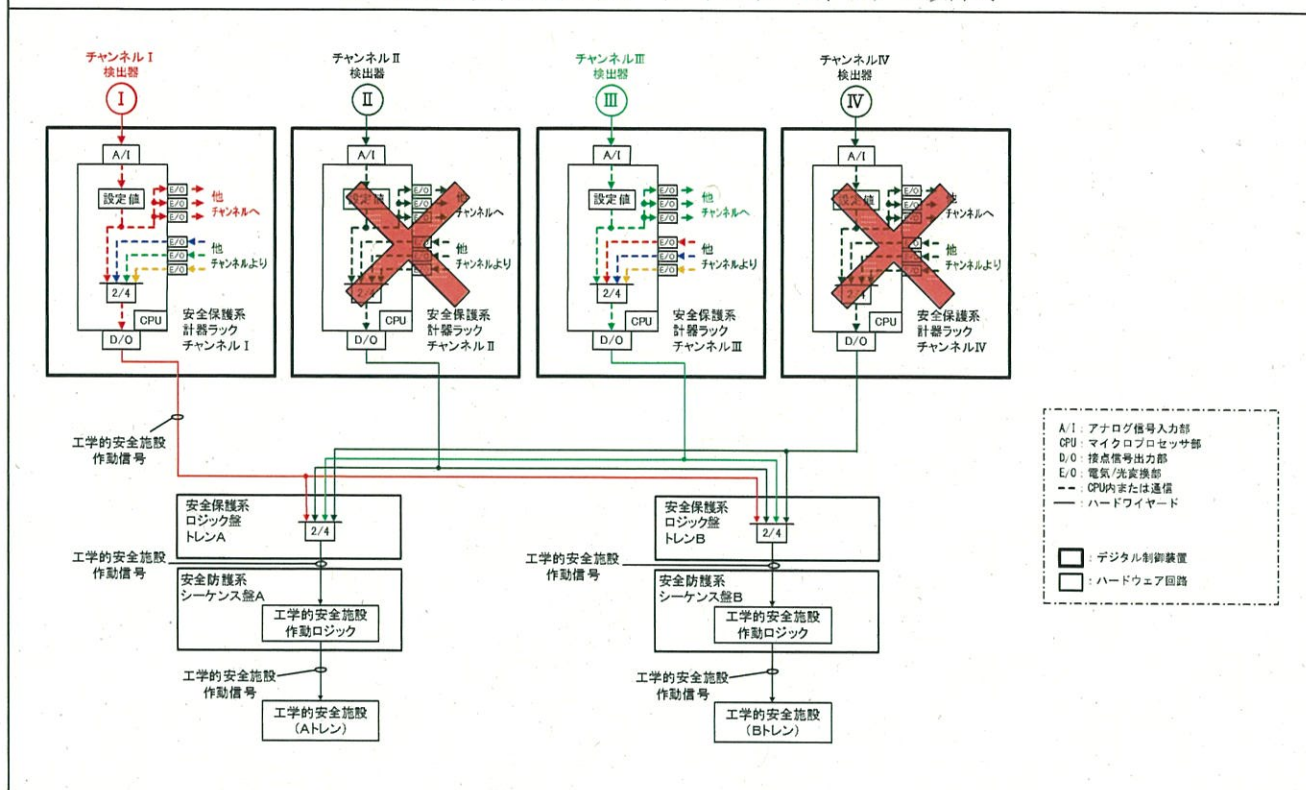 チャンネルⅠ
検出器
Ⅰ
チャンネルⅡ
検出器
Ⅱ
チャンネルⅢ
検出器
Ⅲ
チャンネルⅣ
検出器
Ⅳ
A/I
設定値
E/O
E/O
E/O
他
チャンネルへ
E/O
E/O
E/O
他
チャンネルより
2/4
CPU
D/O
安全保護系
計器ラック
チャンネルⅠ
A/I
設定値
E/O
E/O
E/O
他
チャンネルへ
他
チャンネルより
2/4
CPU
D/O
安全保護系
計器ラック
チャンネルⅡ
A/I
設定値
E/O
E/O
E/O
他
チャンネルへ
E/O
E/O
E/O
他
チャンネルより
2/4
CPU
D/O
安全保護系
計器ラック
チャンネルⅢ
A/I
設定値
E/O
E/O
E/O
他
チャンネルへ
他
チャンネルより
2/4
CPU
D/O
安全保護系
計器ラック
チャンネルⅣ
工学的安全施設
作動信号
安全保護系
ロジック盤
トレンA
2/4
工学的安全施設
作動信号
安全防護系
シーケンス盤A
工学的安全施設
作動ロジック
工学的安全施設
作動信号
工学的安全施設
(Aトレン)
安全保護系
ロジック盤
トレンB
2/4
工学的安全施設
作動信号
安全防護系
シーケンス盤B
工学的安全施設
作動ロジック
工学的安全施設
作動信号
工学的安全施設
(Bトレン)
A/I:アナログ信号入力部
CPU:マイクロプロセッサ部
D/O:接点信号出力部
E/O:電気/光変換部
--- :CPU内または通信
— :ハードワイヤード
:デジタル制御装置
:ハードウェア回路